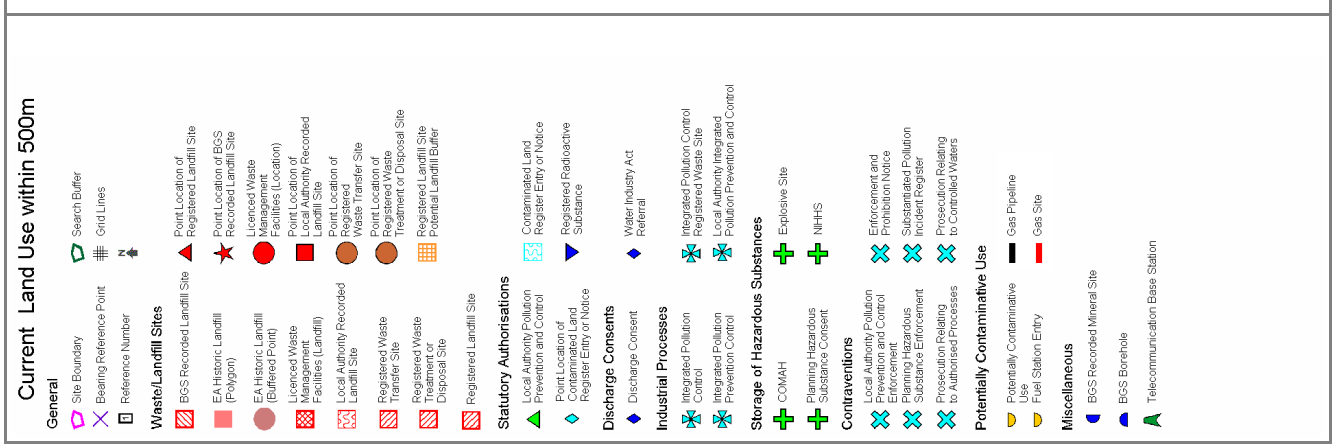 Current Land Use within 500m
General
Site Boundary
Search Buffer
Bearing Reference Point
Grid Lines
1
Reference Number
N
Waste/Landfill Sites
BGS Recorded Landfill Site
Point Location of
Registered Landfill Site
EA Historic Landfill
(Polygon)
Point Location of BGS
Recorded Landfill Site
EA Historic Landfill
(Buffered Point)
Licenced Waste
Management
Facilities (Location)
Licenced Waste
Management
Facilities (Landfill)
Point Location of
Local Authority Recorded
Landfill Site
Local Authority Recorded
Landfill Site
Point Location of
Registered
Waste Transfer Site
Registered Waste
Transfer Site
Point Location of
Registered Waste
Treatment or Disposal Site
Registered Waste
Treatment or
Disposal Site
Registered Landfill Site
Potential Landfill Buffer
Registered Landfill Site
Statutory Authorisations
Local Authority Pollution
Prevention and Control
Contaminated Land
Register Entry or Notice
Point Location of
Contaminated Land
Register Entry or Notice
Registered Radioactive
Substance
Discharge Consents
Discharge Consent
Water Industry Act
Referral
Industrial Processes
Integrated Pollution
Control
Integrated Pollution Control
Registered Waste Site
Integrated Pollution
Prevention Control
Local Authority Integrated
Pollution Prevention and Control
Storage of Hazardous Substances
COMAH
Explosive Site
Planning Hazardous
Substance Consent
NIHHS
Contraventions
Local Authority Pollution
Prevention and Control
Enforcement
Enforcement and
Prohibition Notice
Planning Hazardous
Substance Enforcement
Substantiated Pollution
Incident Register
Prosecution Relating
to Authorised Processes
Prosecution Relating
to Controlled Waters
Potentially Contaminative Use
Potentially Contaminative
Use
Gas Pipeline
Fuel Station Entry
Gas Site
Miscellaneous
BGS Recorded Mineral Site
BGS Borehole
Telecommunication Base Station